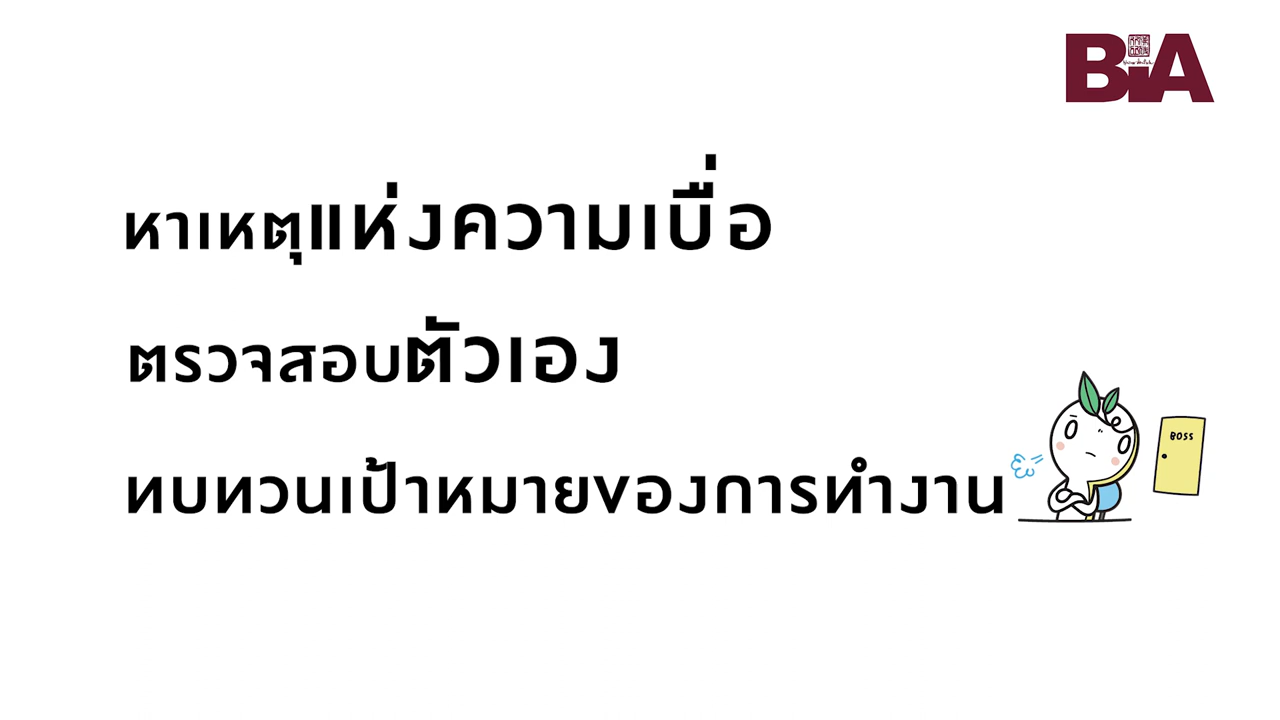 BIA
หาเหตุแห่งความเบื่อ
ตรวจสอบตัวเอง
ทบทวนเป้าหมายของการทำงาน
BOSS